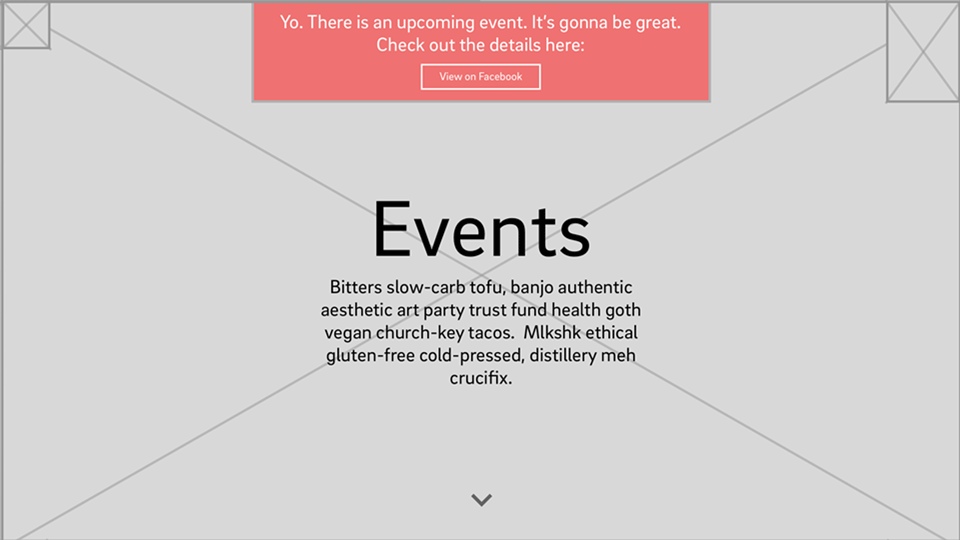 Yo. There is an upcoming event. It’s gonna be great.
Check out the details here:
View on Facebook
Events
Bitters slow-carb tofu, banjo authentic
aesthetic art party trust fund health goth
vegan church-key tacos.  Mlkshk ethical
gluten-free cold-pressed, distillery meh
crucifix.